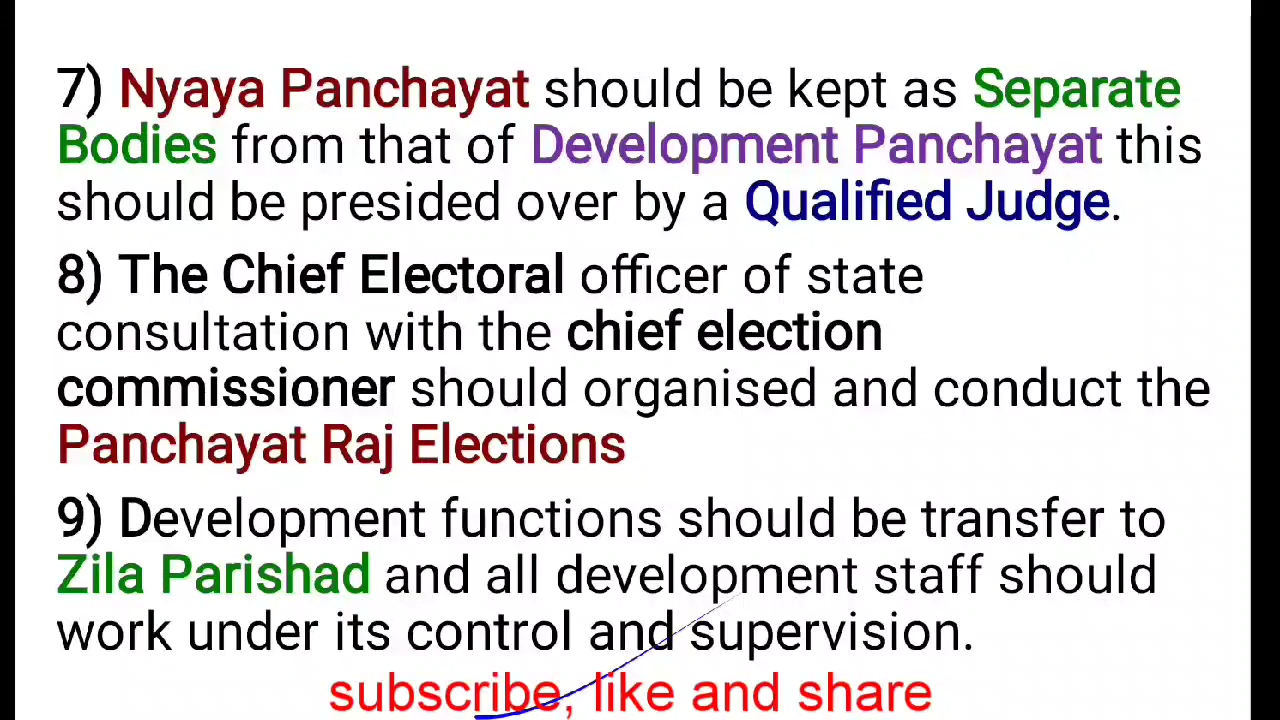 7) Nyaya Panchayat should be kept as Separate
Bodies from that of Development Panchayat this
should be presided over by a Qualified Judge.
8) The Chief Electoral officer of state
consultation with the chief election
commissioner should organised and conduct the
Panchayat Raj Elections
9) Development functions should be transfer to
Zila Parishad and all development staff should
work under its control and supervision.
subscribe, like and share